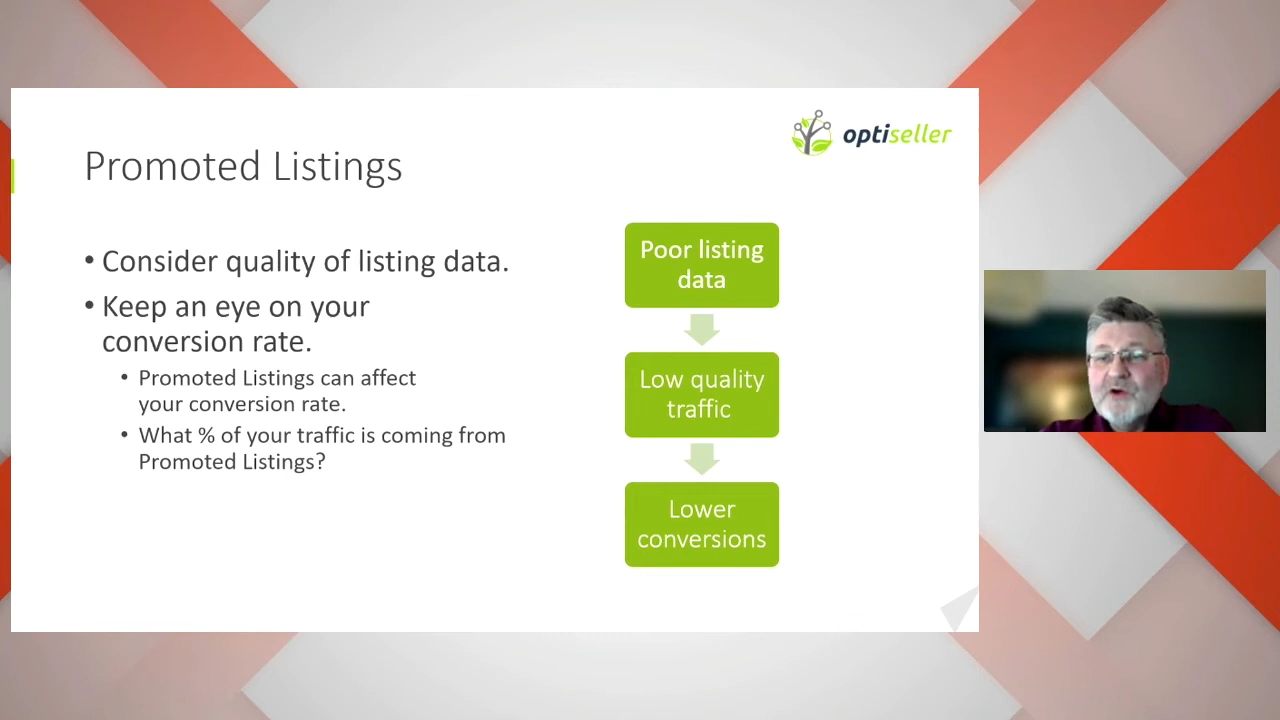 optiseller
Promoted Listings
• Consider quality of listing data.
• Keep an eye on your
conversion rate.
• Promoted Listings can affect
your conversion rate.
• What % of your traffic is coming from
Promoted Listings?
Poor listing
data
Low quality
traffic
Lower
conversions